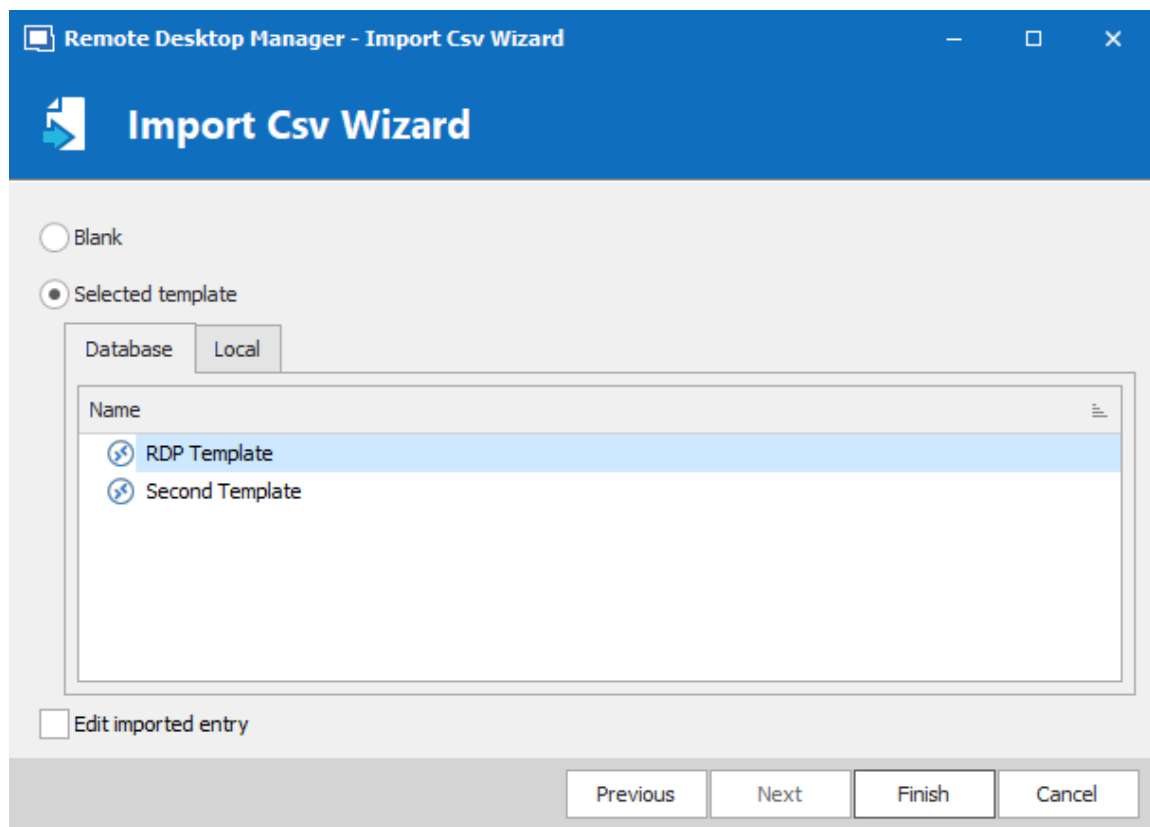 Remote Desktop Manager - Import Csv Wizard
Import Csv Wizard
Blank
Selected template
Database Local
Name
RDP Template
Second Template
Edit imported entry
Previous Next Finish Cancel